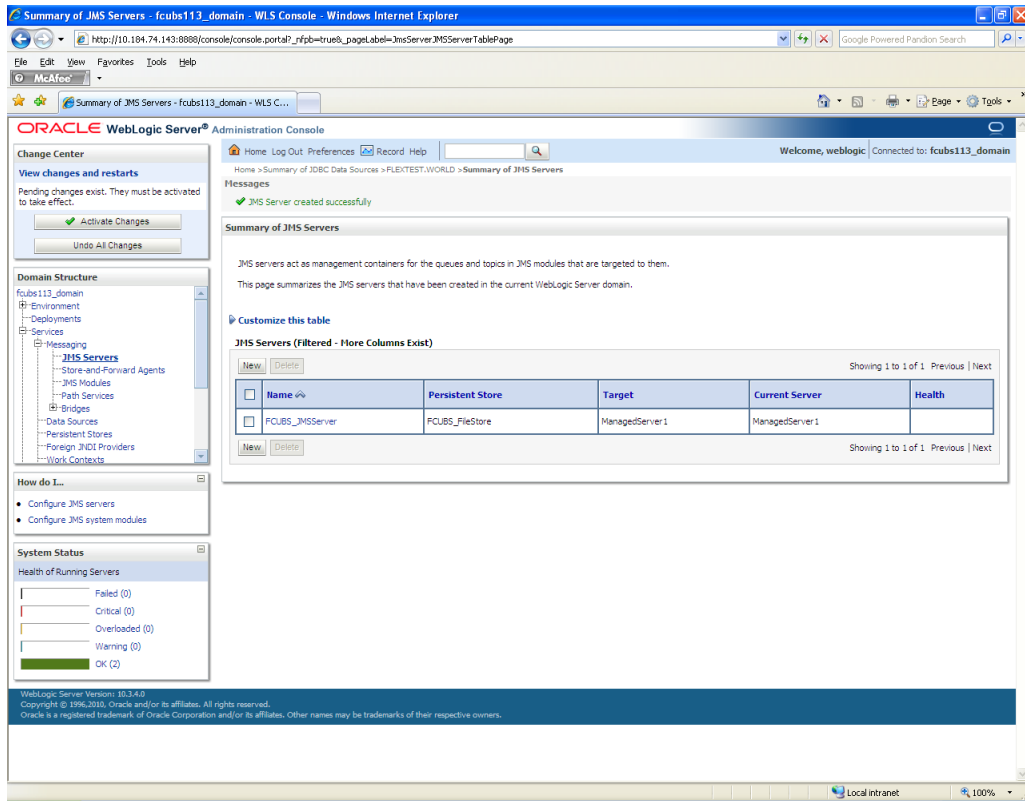 Summary of JMS Servers - fcubs113_domain - WLS Console - Windows Internet Explorer
http://10.184.74.143:8888/console/console.portal?_nfpb=true&_pageLabel=JmsServerJMSServerTablePage
Google Powered Pandion Search
File Edit View Favorites Tools Help
McAfee
Summary of JMS Servers - fcubs113_domain - WLS C...
Page Tools
ORACLE WebLogic Server® Administration Console
Change Center
View changes and restarts
Pending changes exist. They must be activated
to take effect.
Activate Changes
Undo All Changes
Domain Structure
fcubs113_domain
Environment
Deployments
Services
Messaging
JMS Servers
Store-and-Forward Agents
JMS Modules
Path Services
Bridges
Data Sources
Persistent Stores
Foreign JNDI Providers
Work Contexts
How do I...
Configure JMS servers
Configure JMS system modules
System Status
Health of Running Servers
Failed (0)
Critical (0)
Overloaded (0)
Warning (0)
OK (2)
Home Log Out Preferences Record Help
Welcome, weblogic Connected to: fcubs113_domain
Home >Summary of JDBC Data Sources >FLEXTEST.WORLD >Summary of JMS Servers
Messages
JMS Server created successfully
Summary of JMS Servers
JMS servers act as management containers for the queues and topics in JMS modules that are targeted to them.
This page summarizes the JMS servers that have been created in the current WebLogic Server domain.
Customize this table
JMS Servers (Filtered - More Columns Exist)
New Delete Showing 1 to 1 of 1 Previous | Next
Name Persistent Store Target Current Server Health
FCUBS_JMSServer FCUBS_FileStore ManagedServer1 ManagedServer1
New Delete Showing 1 to 1 of 1 Previous | Next
WebLogic Server Version: 10.3.4.0
Copyright © 1996,2010, Oracle and/or its affiliates. All rights reserved.
Oracle is a registered trademark of Oracle Corporation and/or its affiliates. Other names may be trademarks of their respective owners.
Local intranet 100%